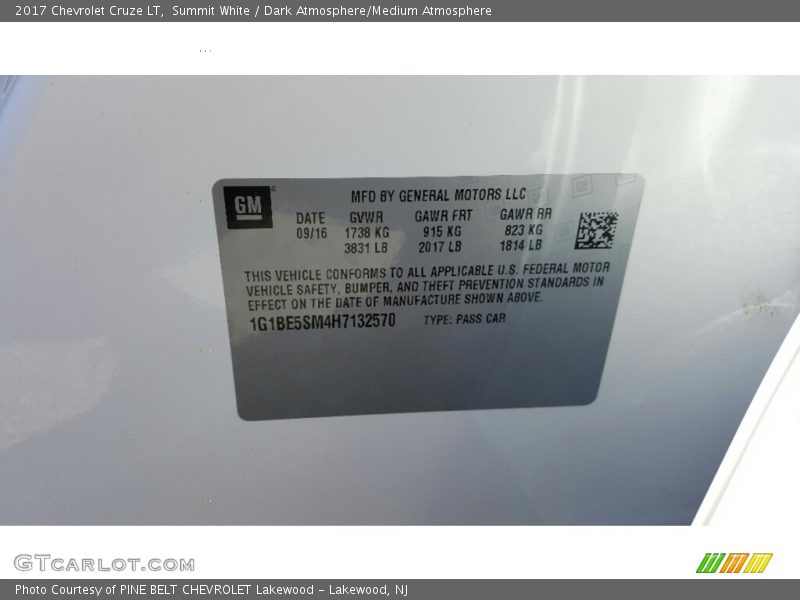 2017 Chevrolet Cruze LT,  Summit White / Dark Atmosphere/Medium Atmosphere
GM
MFD BY GENERAL MOTORS LLC
DATE GVWR GAWR FRT GAWR RR
09/16 1738 KG 915 KG 823 KG
3831 LB 2017 LB 1814 LB
THIS VEHICLE CONFORMS TO ALL APPLICABLE U.S. FEDERAL MOTOR
VEHICLE SAFETY, BUMPER, AND THEFT PREVENTION STANDARDS IN
EFFECT ON THE DATE OF MANUFACTURE SHOWN ABOVE.
1G1BE5SM4H7132570 TYPE: PASS CAR
GTCARLOT.COM
Photo Courtesy of PINE BELT CHEVROLET Lakewood - Lakewood, NJ